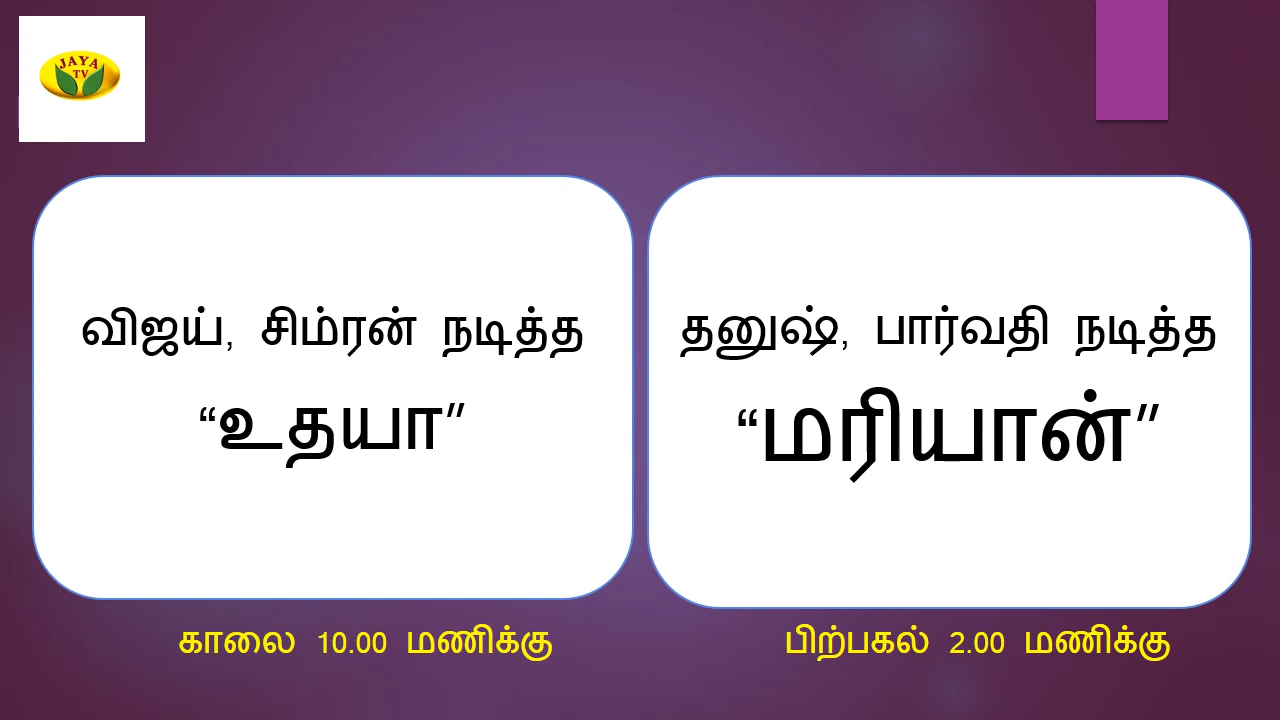 JAYA
TV
விஜய், சிம்ரன் நடித்த
“உதயா”
காலை 10.00 மணிக்கு
தனுஷ், பார்வதி நடித்த
“மரியான்”
பிற்பகல் 2.00 மணிக்கு